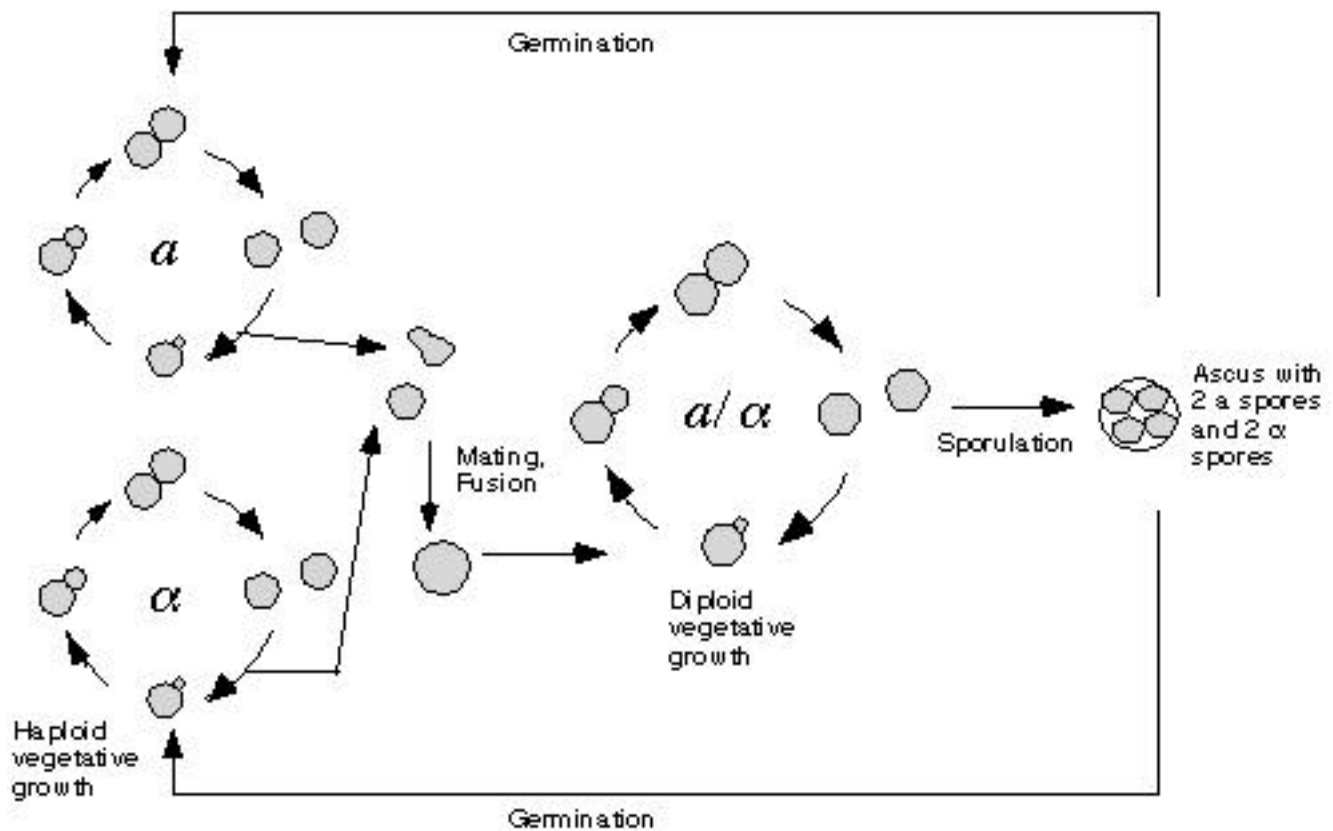 Germination
a
a/ α
Ascus with
2 a spores
and 2 α
spores
Sporulation
Mating,
Fusion
α
Diploid
vegetative
growth
Haploid
vegetative
growth
Germination